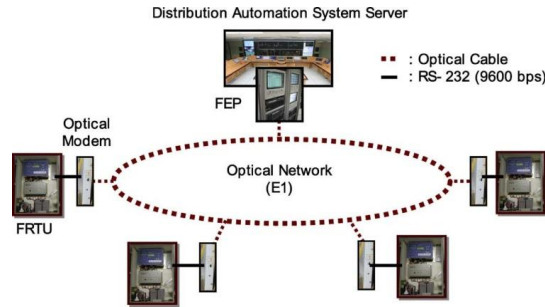 Distribution Automation System Server
: Optical Cable
: RS- 232 (9600 bps)
FEP
Optical
Modem
Optical Network
(E1)
FRTU